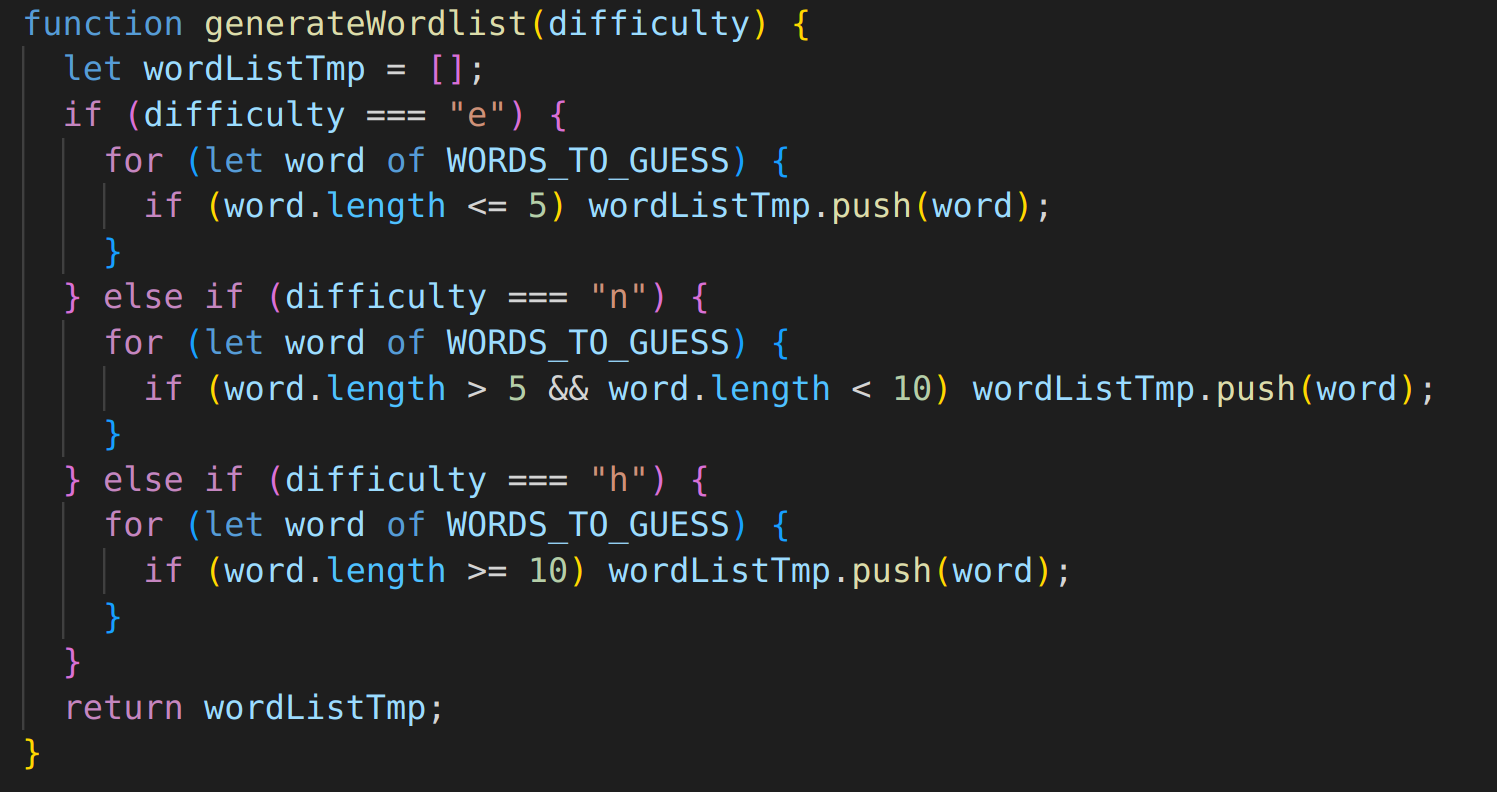 function generateWordlist(difficulty) {
  let wordListTmp = [];
  if (difficulty === "e") {
    for (let word of WORDS_TO_GUESS) {
      if (word.length <= 5) wordListTmp.push(word);
    }
  } else if (difficulty === "n") {
    for (let word of WORDS_TO_GUESS) {
      if (word.length > 5 && word.length < 10) wordListTmp.push(word);
    }
  } else if (difficulty === "h") {
    for (let word of WORDS_TO_GUESS) {
      if (word.length >= 10) wordListTmp.push(word);
    }
  }
  return wordListTmp;
}